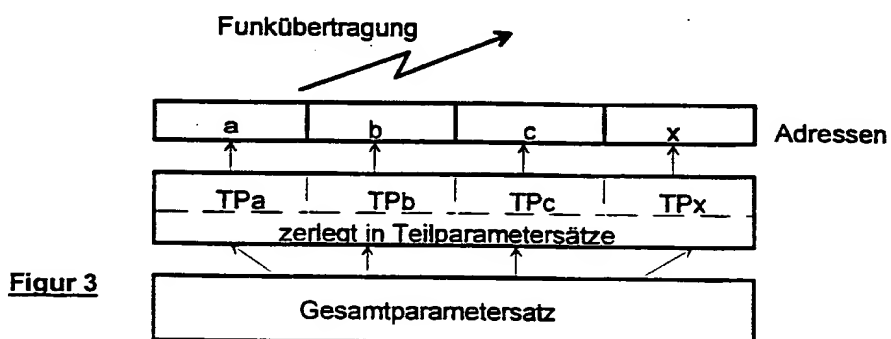 Funkübertragung
a b c x Adressen
TPa TPb TPc TPx
zerlegt in Teilparametersätze
Figur 3
Gesamtparametersatz